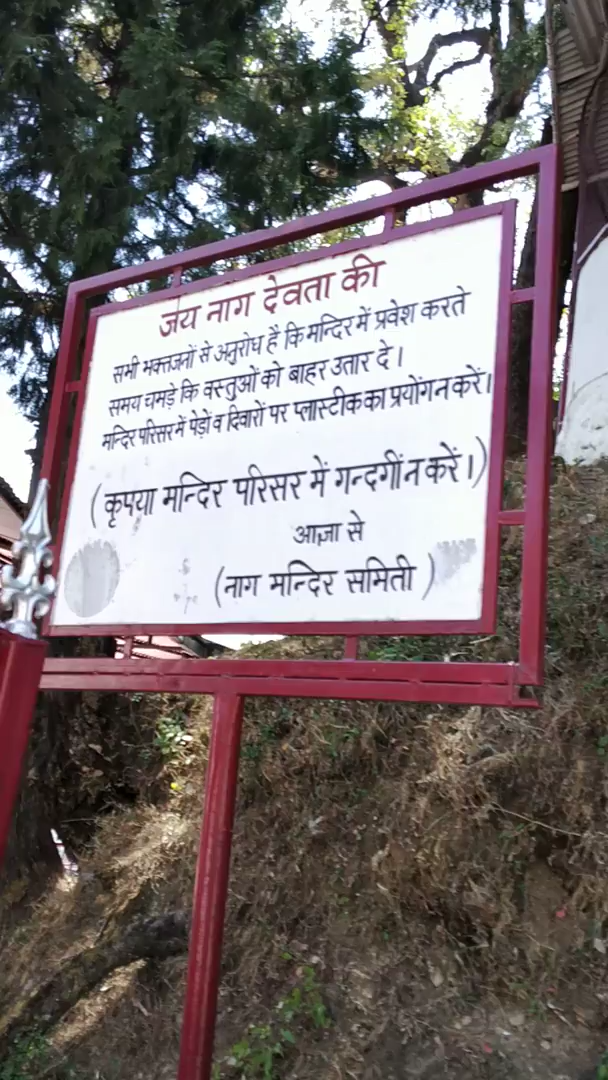 जय नाग देवता की
सभी भक्तजनों से अनुरोध है कि मन्दिर में प्रवेश करते
समय चमड़े कि वस्तुओं को बाहर उतार दे।
मन्दिर परिसर में पेड़ों व दिवारों पर प्लास्टीक का प्रयोंग न करें।
(कृपया मन्दिर परिसर में गन्दगीं न करें।)
आज्ञा से
(नाग मन्दिर समिती)